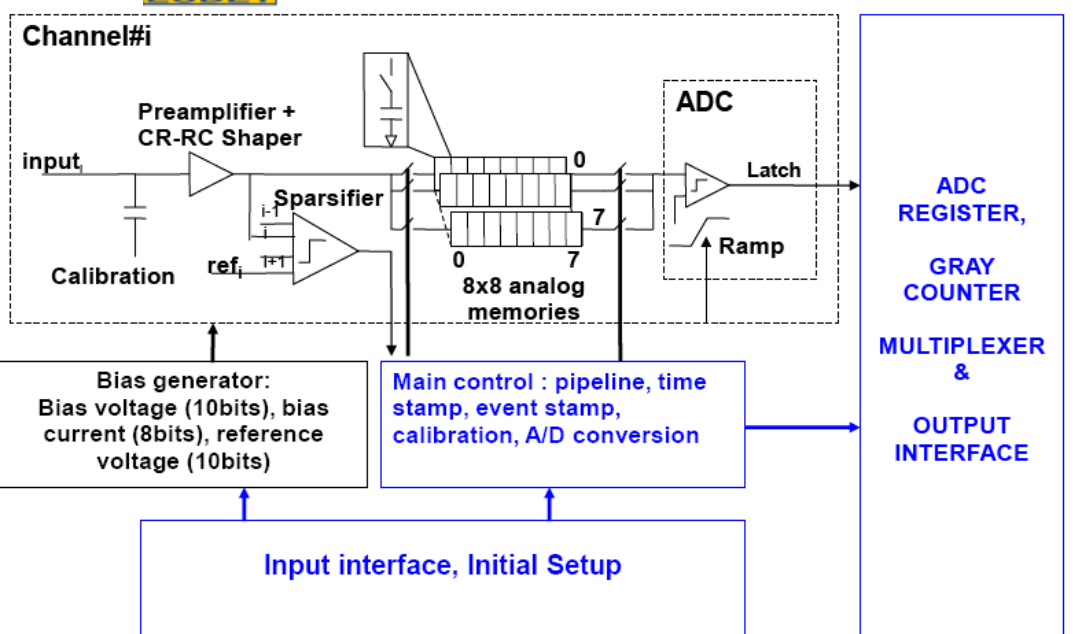 Channel#i
Preamplifier +
CR-RC Shaper
input i
Calibration
Sparsifier
i-1
i
i+1
ref i
0
7
0
7
8x8 analog
memories
ADC
Latch
Ramp
ADC
REGISTER,
GRAY
COUNTER
MULTIPLEXER
&
OUTPUT
INTERFACE
Bias generator:
Bias voltage (10bits), bias
current (8bits), reference
voltage (10bits)
Main control : pipeline, time
stamp, event stamp,
calibration, A/D conversion
Input interface, Initial Setup